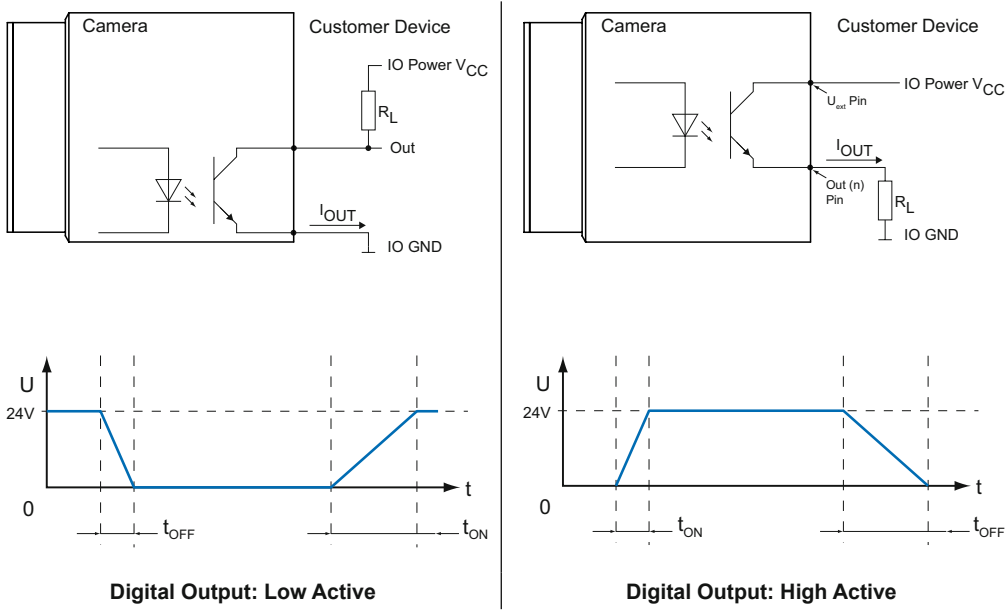 Camera
Customer Device
IO Power VCC
RL
Out
IOUT
IO GND
U
24V
0
t
tOFF
tON
Digital Output: Low Active
Camera
Customer Device
IO Power VCC
Uext Pin
IOUT
Out (n)
Pin
RL
IO GND
U
24V
0
t
tON
tOFF
Digital Output: High Active